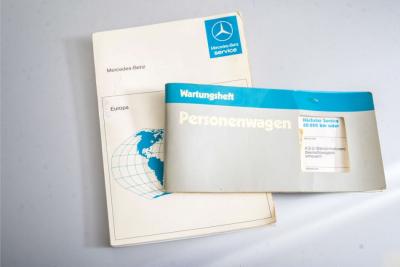 Mercedes-Benz
service
Mercedes-Benz
Europa
Wartungsheft
Personenwagen
Nächster Service